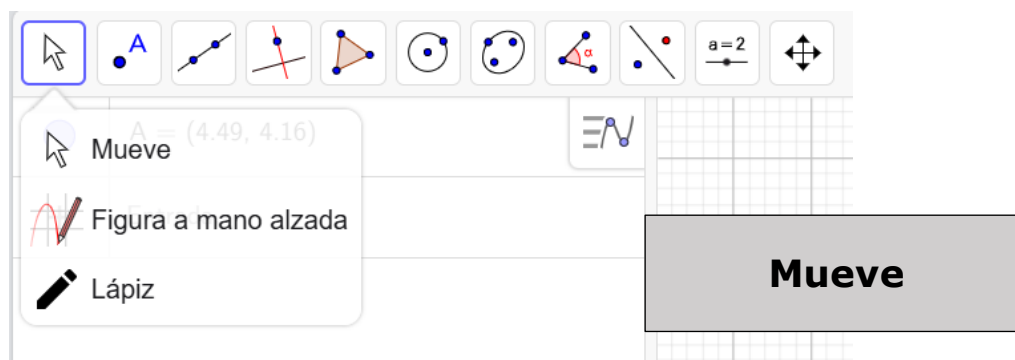 A
α
a=2
A = (4.49, 4.16)
Mueve
Figura a mano alzada
Lápiz
Mueve